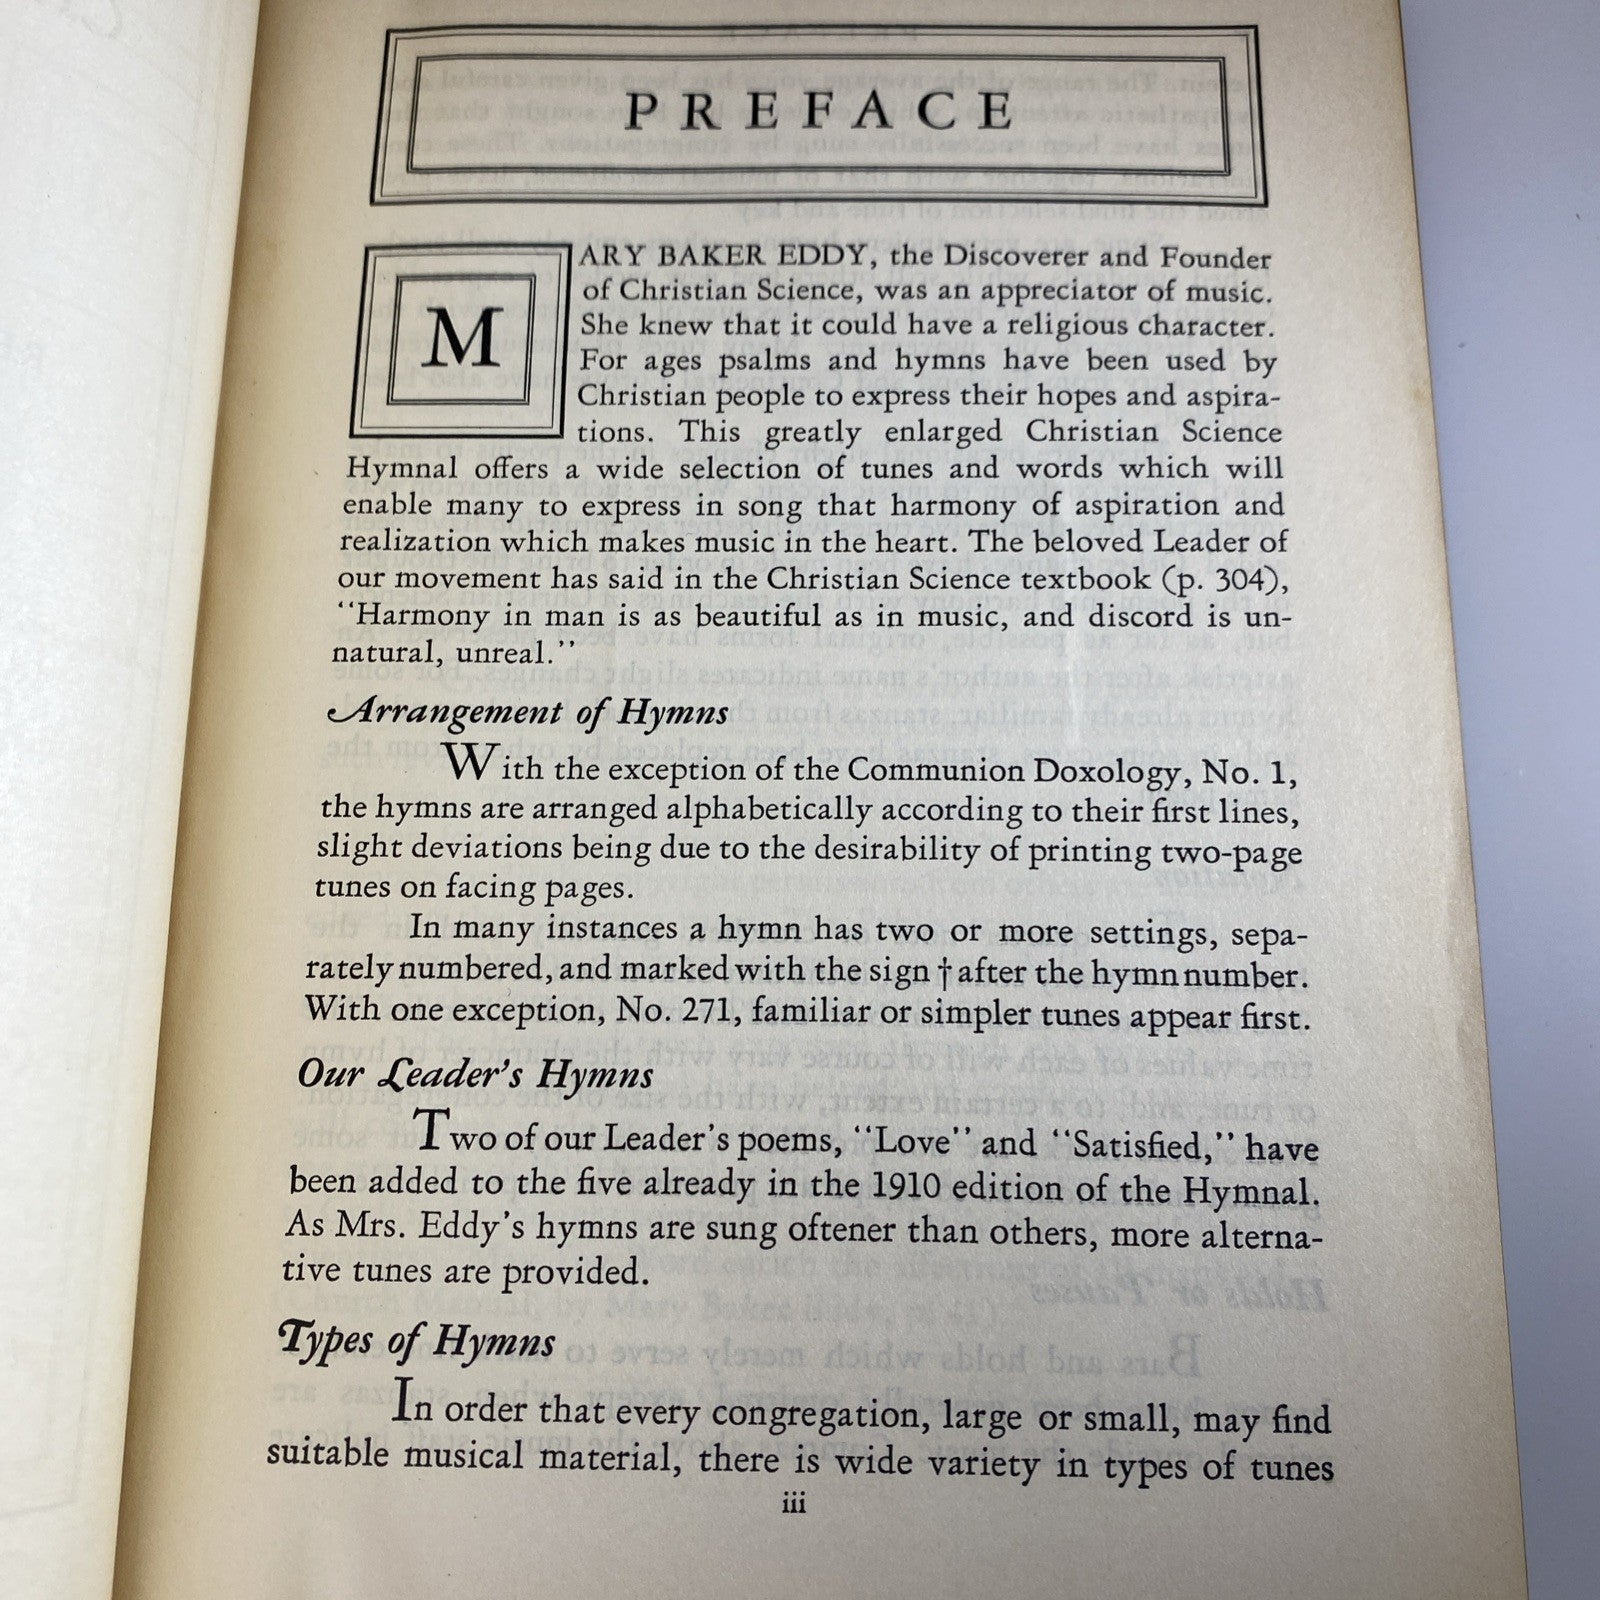 PREFACE
MARY BAKER EDDY, the Discoverer and Founder
of Christian Science, was an appreciator of music.
She knew that it could have a religious character.
For ages psalms and hymns have been used by
Christian people to express their hopes and aspira-
tions. This greatly enlarged Christian Science
Hymnal offers a wide selection of tunes and words which will
enable many to express in song that harmony of aspiration and
realization which makes music in the heart. The beloved Leader of
our movement has said in the Christian Science textbook (p. 304),
"Harmony in man is as beautiful as in music, and discord is un-
natural, unreal."
Arrangement of Hymns
With the exception of the Communion Doxology, No. 1,
the hymns are arranged alphabetically according to their first lines,
slight deviations being due to the desirability of printing two-page
tunes on facing pages.
In many instances a hymn has two or more settings, sepa-
rately numbered, and marked with the sign † after the hymn number.
With one exception, No. 271, familiar or simpler tunes appear first.
Our Leader's Hymns
Two of our Leader's poems, "Love" and "Satisfied," have
been added to the five already in the 1910 edition of the Hymnal.
As Mrs. Eddy's hymns are sung oftener than others, more alterna-
tive tunes are provided.
Types of Hymns
In order that every congregation, large or small, may find
suitable musical material, there is wide variety in types of tunes
iii